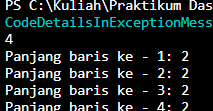 PS C:\Kuliah\Praktikum Das
CodeDetailsInExceptionMess
4
Panjang baris ke - 1: 2
Panjang baris ke - 2: 2
Panjang baris ke - 3: 2
Panjang baris ke - 4: 2